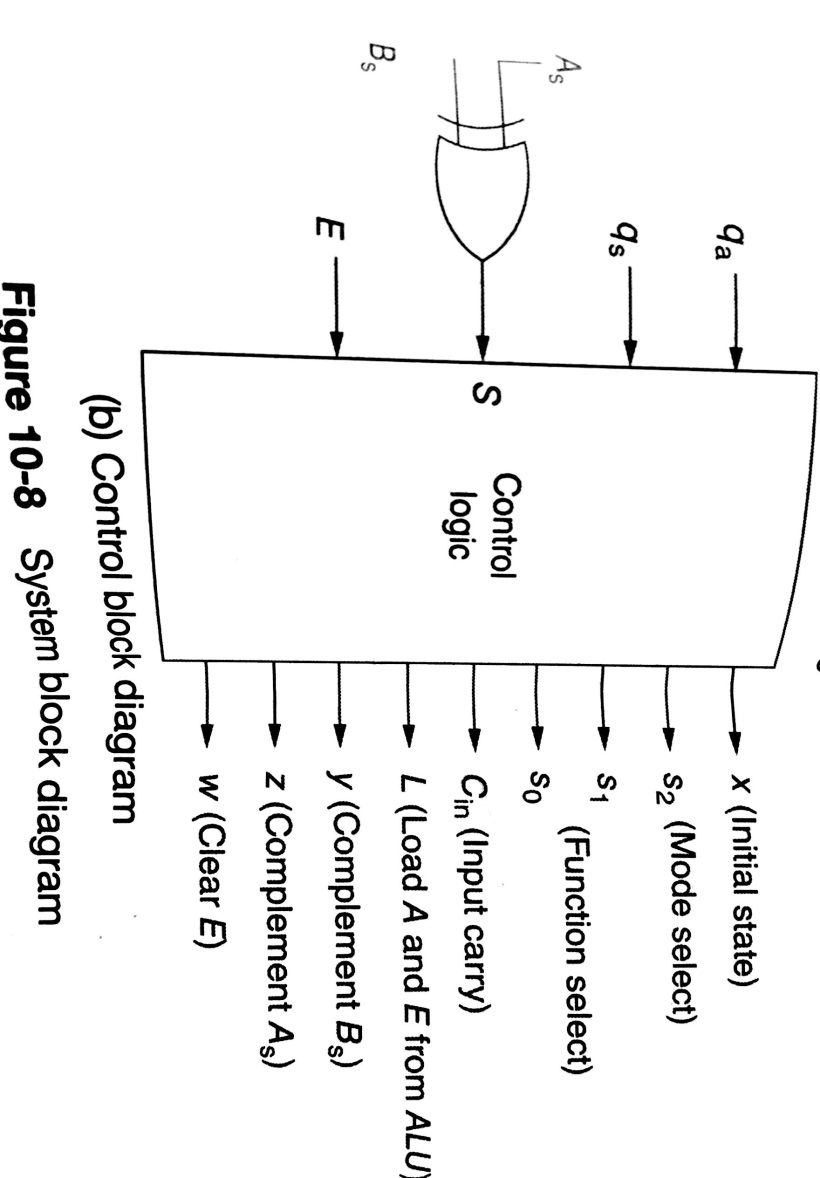 q_a
q_s
A_s
B_s
E
S
Control
logic
x (Initial state)
s_2 (Mode select)
s_1
(Function select)
s_0
C_in (Input carry)
L (Load A and E from ALU)
y (Complement B_s)
z (Complement A_s)
w (Clear E)
(b) Control block diagram
Figure 10-8 System block diagram